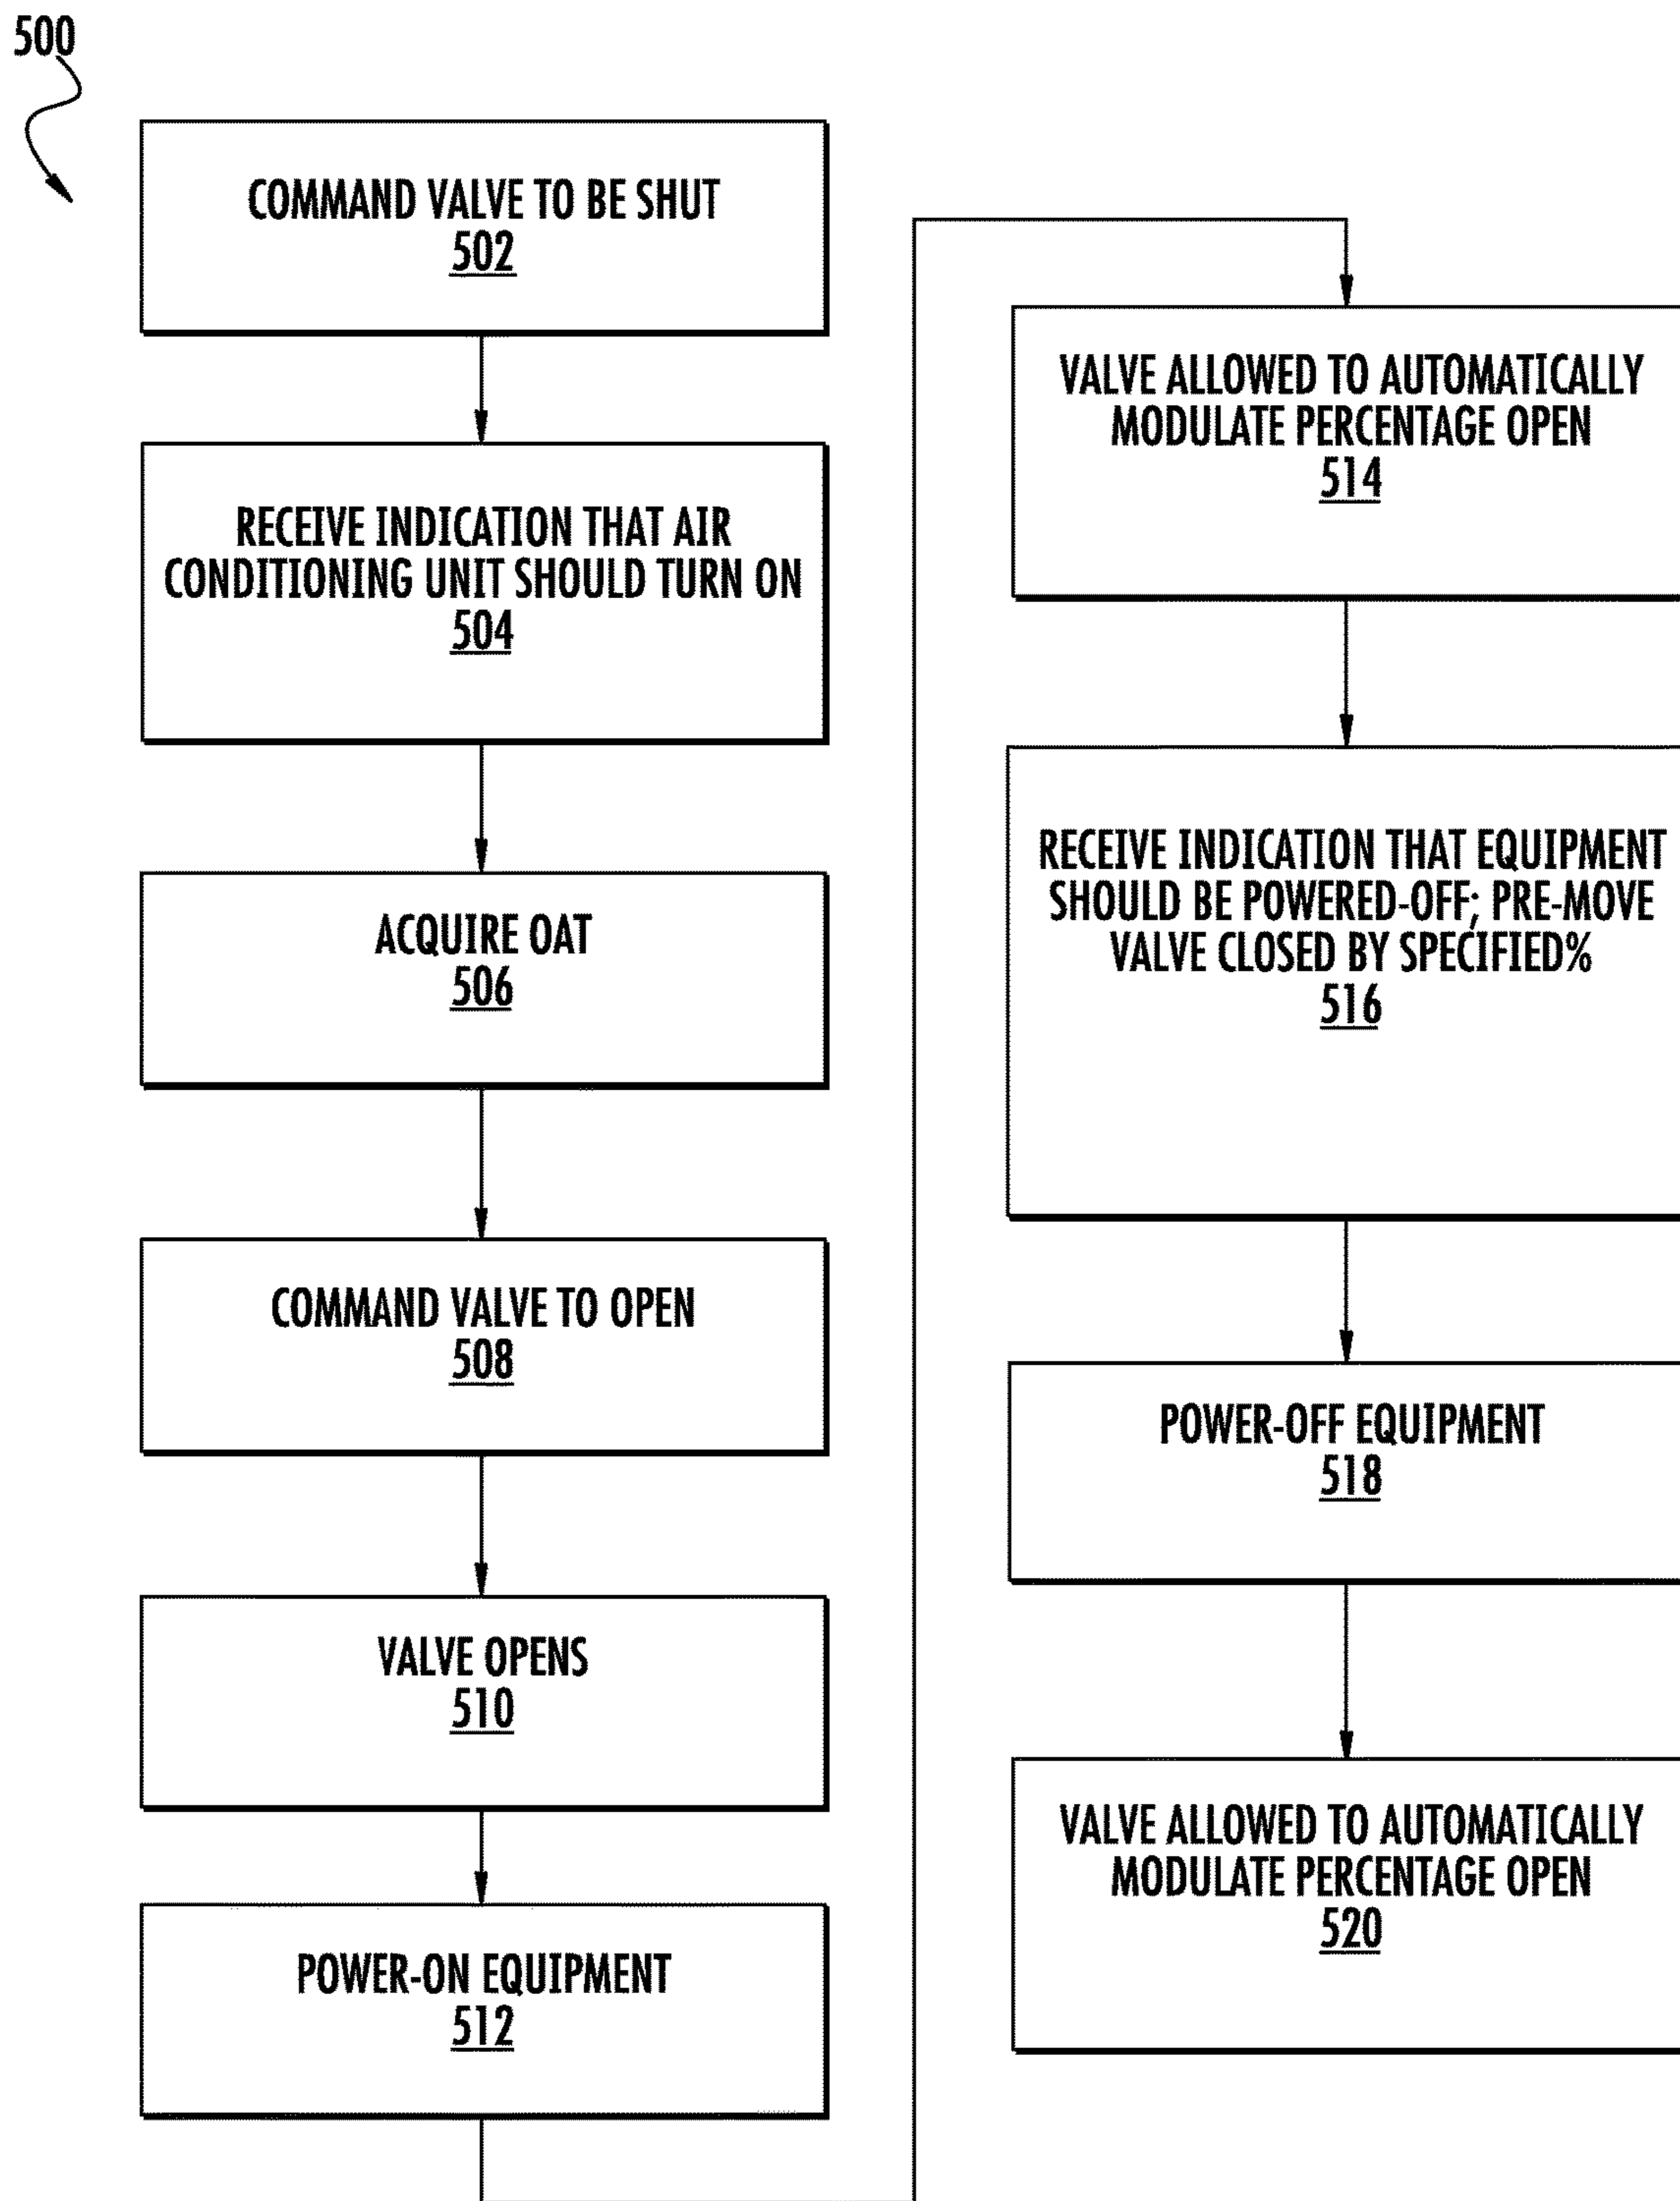 500
COMMAND VALVE TO BE SHUT
502
RECEIVE INDICATION THAT AIR
CONDITIONING UNIT SHOULD TURN ON
504
ACQUIRE OAT
506
COMMAND VALVE TO OPEN
508
VALVE OPENS
510
POWER-ON EQUIPMENT
512
VALVE ALLOWED TO AUTOMATICALLY
MODULATE PERCENTAGE OPEN
514
RECEIVE INDICATION THAT EQUIPMENT
SHOULD BE POWERED-OFF; PRE-MOVE
VALVE CLOSED BY SPECIFIED%
516
POWER-OFF EQUIPMENT
518
VALVE ALLOWED TO AUTOMATICALLY
MODULATE PERCENTAGE OPEN
520